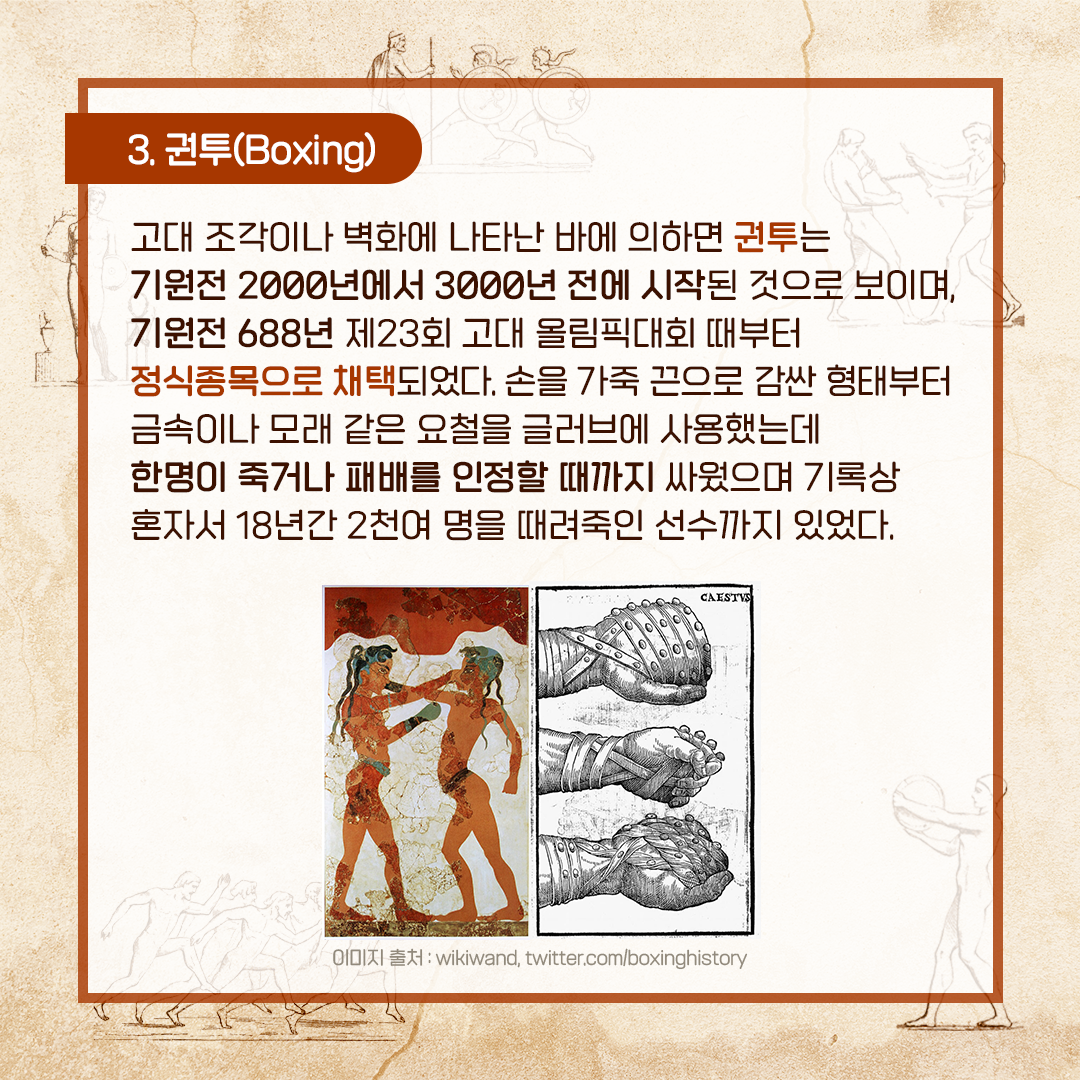 3. 권투(Boxing)
고대 조각이나 벽화에 나타난 바에 의하면 권투는
기원전 2000년에서 3000년 전에 시작된 것으로 보이며,
기원전 688년 제23회 고대 올림픽대회 때부터
정식종목으로 채택되었다. 손을 가죽 끈으로 감싼 형태부터
금속이나 모래 같은 요철을 글러브에 사용했는데
한명이 죽거나 패배를 인정할 때까지 싸웠으며 기록상
혼자서 18년간 2천여 명을 때려죽인 선수까지 있었다.
CAESTVS
이미지 출처 : wikiwand, twitter.com/boxinghistory